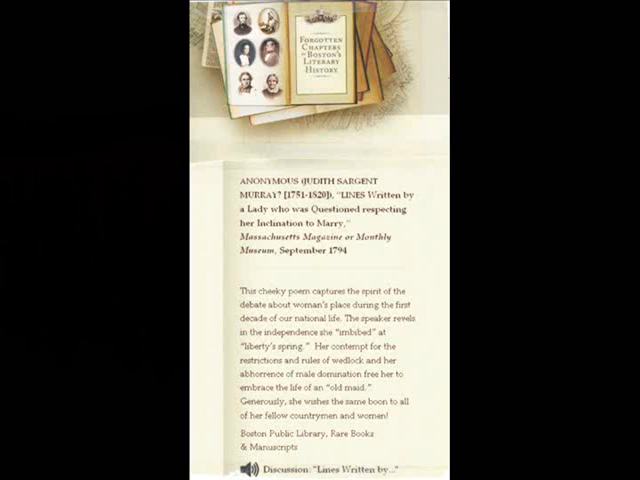 FORGOTTEN
CHAPTERS
OF BOSTON'S
LITERARY
HISTORY
ANONYMOUS (JUDITH SARGENT
MURRAY? [1751-1820]), "LINES Written by
a Lady who was Questioned respecting
her Inclination to Marry,"
Massachusetts Magazine or Monthly
Museum, September 1794
This cheeky poem captures the spirit of the
debate about woman's place during the first
decade of our national life. The speaker revels
in the independence she "imbibed" at
"liberty's spring." Her contempt for the
restrictions and rules of wedlock and her
abhorrence of male domination free her to
embrace the life of an "old maid."
Generously, she wishes the same boon to all
of her fellow countrymen and women!
Boston Public Library, Rare Books
& Manuscripts
Discussion: "Lines Written by..."